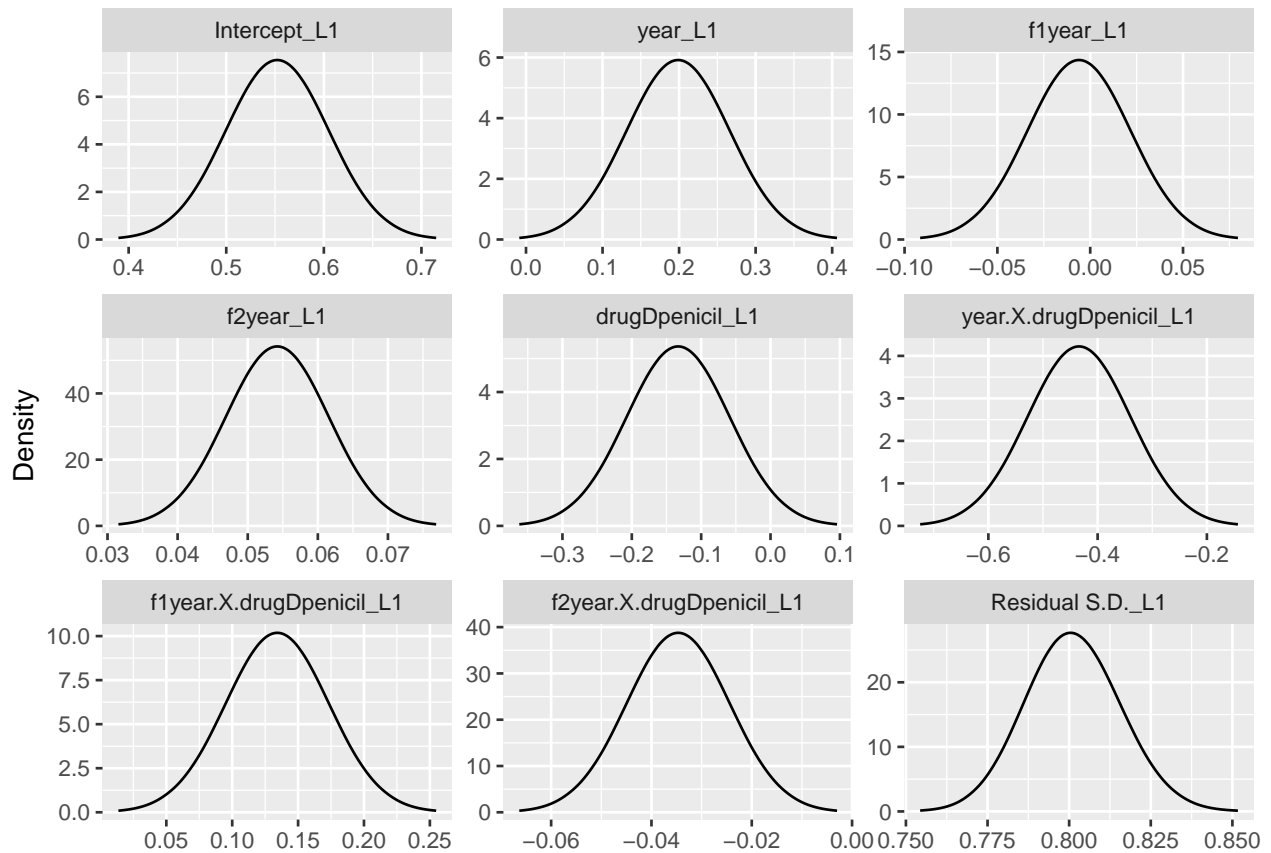 Intercept_L1 year_L1 f1year_L1
6 4 2 0
0.4 0.5 0.6 0.7
6 4 2 0
0.0 0.1 0.2 0.3 0.4
15 10 5 0
−0.10 −0.05 0.00 0.05
f2year_L1 drugDpenicil_L1 year.X.drugDpenicil_L1
Density
40 20 0
0.03 0.04 0.05 0.06 0.07
4 2 0
−0.3 −0.2 −0.1 0.0 0.1
4 3 2 1 0
−0.6 −0.4 −0.2
f1year.X.drugDpenicil_L1 f2year.X.drugDpenicil_L1 Residual S.D._L1
10.0 7.5 5.0 2.5 0.0
0.05 0.10 0.15 0.20 0.25
40 30 20 10 0
−0.06 −0.04 −0.02 0.00
20 10 0
0.750 0.775 0.800 0.825 0.850